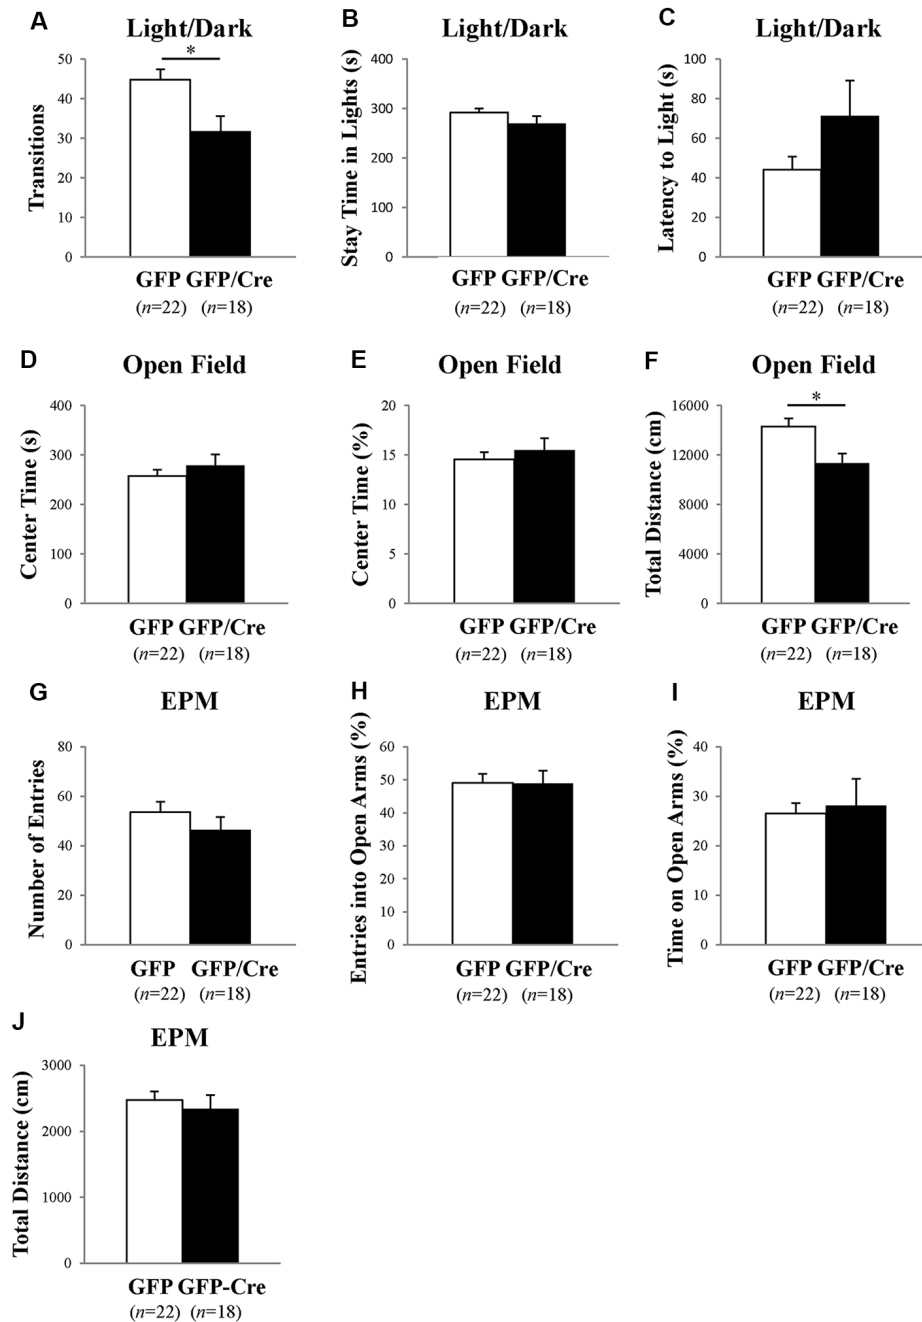 A
Light/Dark
*
Transitions
50
40
30
20
10
0
GFP GFP/Cre
(n=22) (n=18)
B
Light/Dark
Stay Time in Lights (s)
400
300
200
100
0
GFP GFP/Cre
(n=22) (n=18)
C
Light/Dark
Latency to Light (s)
100
80
60
40
20
0
GFP GFP/Cre
(n=22) (n=18)
D
Open Field
Center Time (s)
400
300
200
100
0
GFP GFP/Cre
(n=22) (n=18)
E
Open Field
Center Time (%)
20
15
10
5
0
GFP GFP/Cre
(n=22) (n=18)
F
Open Field
*
Total Distance (cm)
16000
12000
8000
4000
0
GFP GFP/Cre
(n=22) (n=18)
G
EPM
Number of Entries
80
60
40
20
0
GFP GFP/Cre
(n=22) (n=18)
H
EPM
Entries into Open Arms (%)
60
50
40
30
20
10
0
GFP GFP/Cre
(n=22) (n=18)
I
EPM
Time on Open Arms (%)
40
30
20
10
0
GFP GFP/Cre
(n=22) (n=18)
J
EPM
Total Distance (cm)
3000
2000
1000
0
GFP GFP-Cre
(n=22) (n=18)